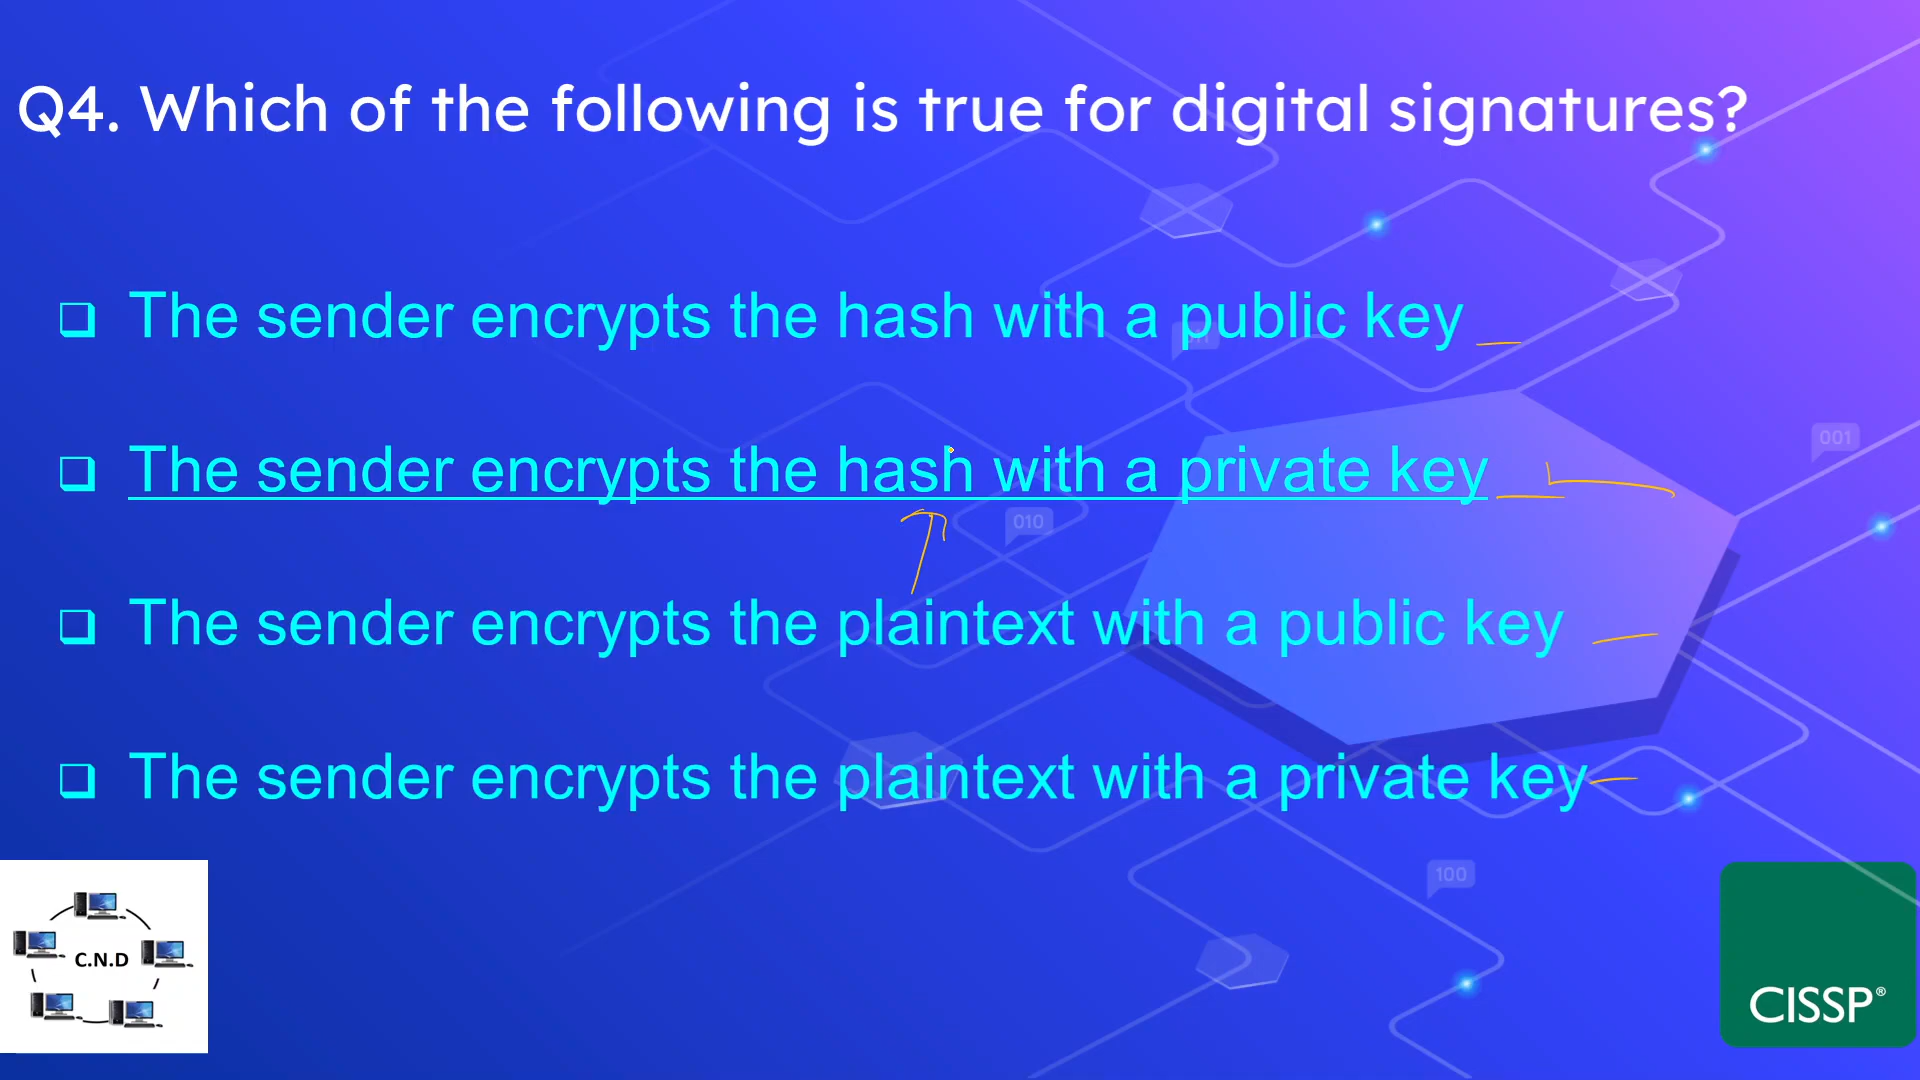 Q4. Which of the following is true for digital signatures?
The sender encrypts the hash with a public key
The sender encrypts the hash with a private key
The sender encrypts the plaintext with a public key
The sender encrypts the plaintext with a private key
001
010
100
C.N.D
CISSP®